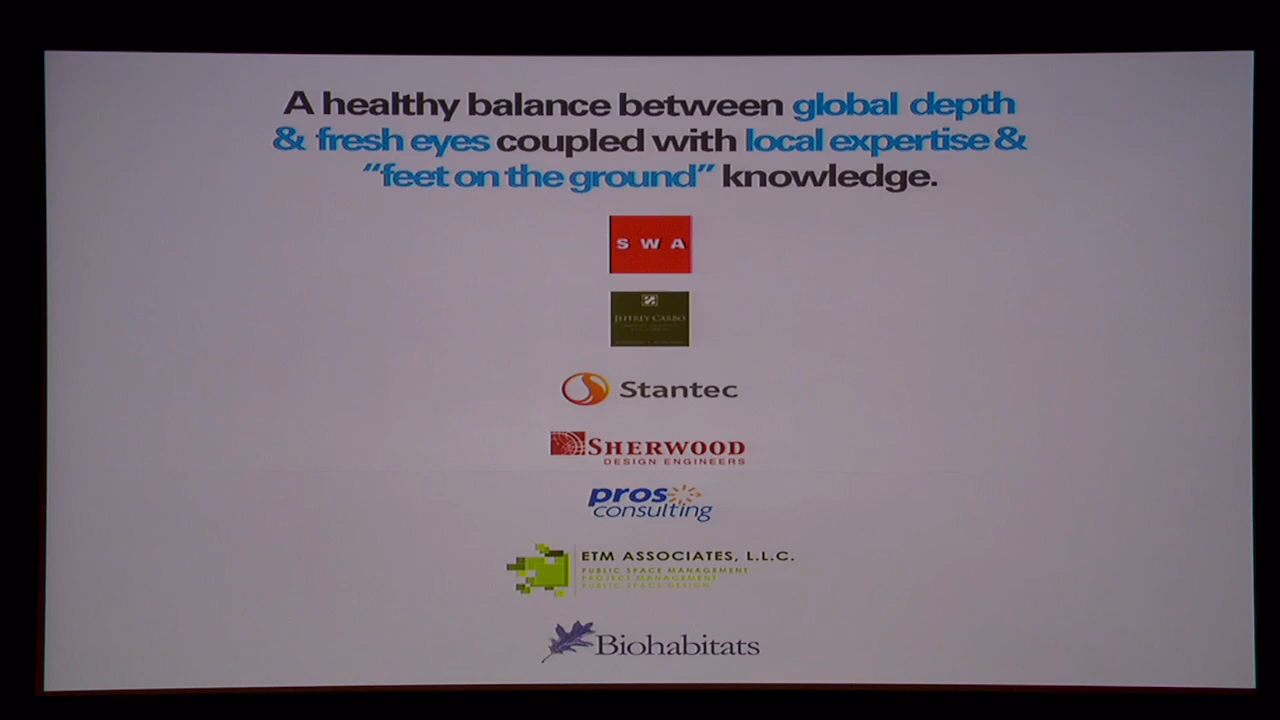 A healthy balance between global depth
& fresh eyes coupled with local expertise &
“feet on the ground” knowledge.
SWA
JEFFREY CARBO
Stantec
SHERWOOD
DESIGN ENGINEERS
pros
consulting
ETM ASSOCIATES, L.L.C.
PUBLIC SPACE MANAGEMENT
PROJECT MANAGEMENT
PUBLIC SPACE DESIGN
Biohabitats